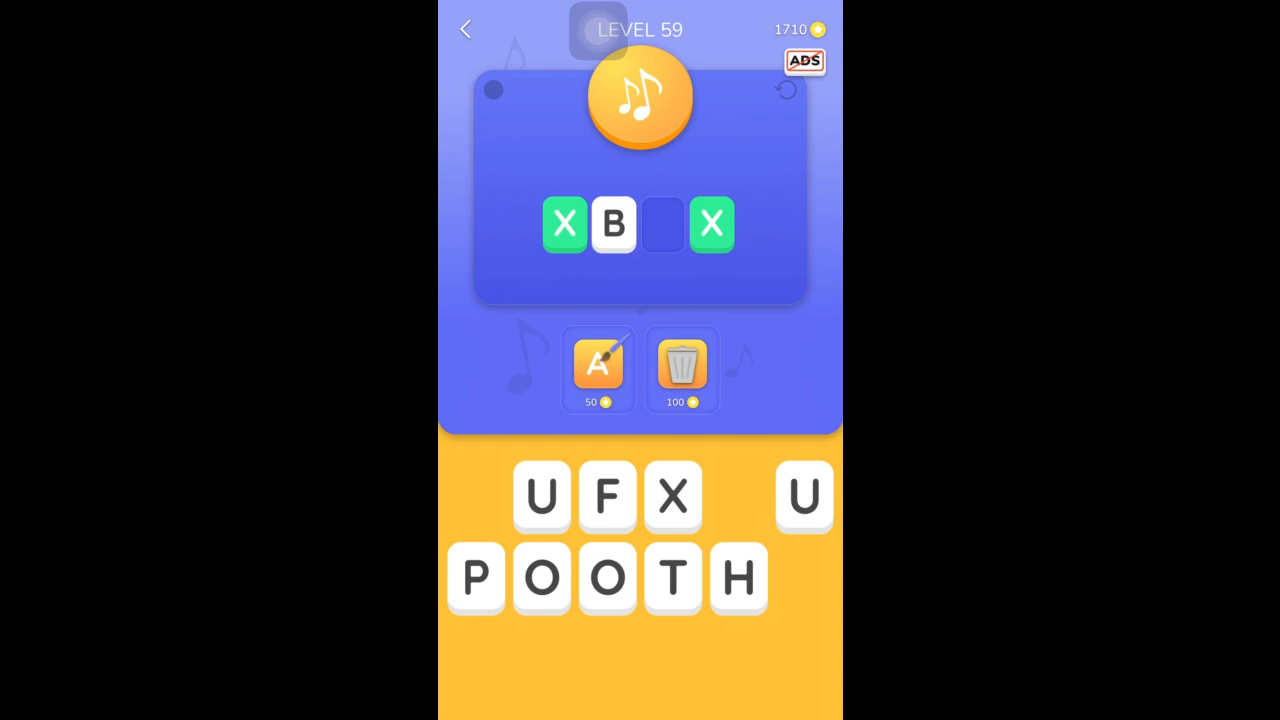 LEVEL 59
1710
ADS
X B X
A
50
100
U F X U
P O O T H